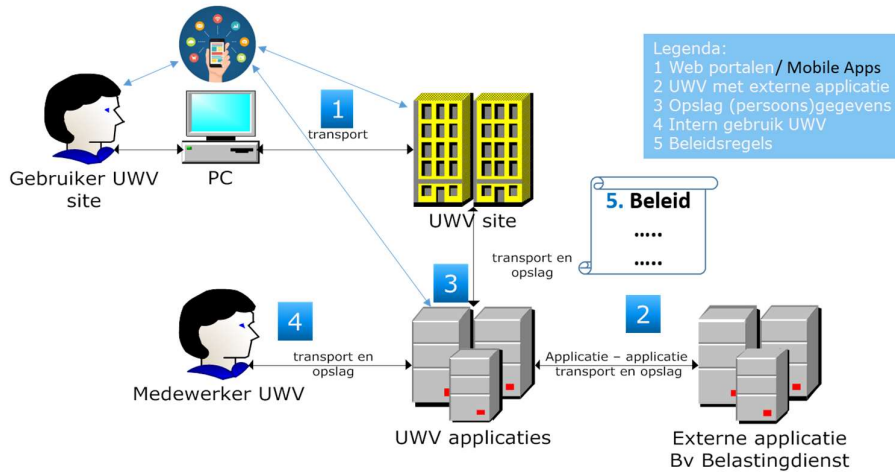 Legenda:
1 Web portalen/ Mobile Apps
2 UWV met externe applicatie
3 Opslag (persoons)gegevens
4 Intern gebruik UWV
5 Beleidsregels
1
transport
Gebruiker UWV
site
PC
UWV site
5. Beleid
.....
.....
transport en
opslag
3
4
2
transport en
opslag
Applicatie – applicatie
transport en opslag
Medewerker UWV
UWV applicaties
Externe applicatie
Bv Belastingdienst